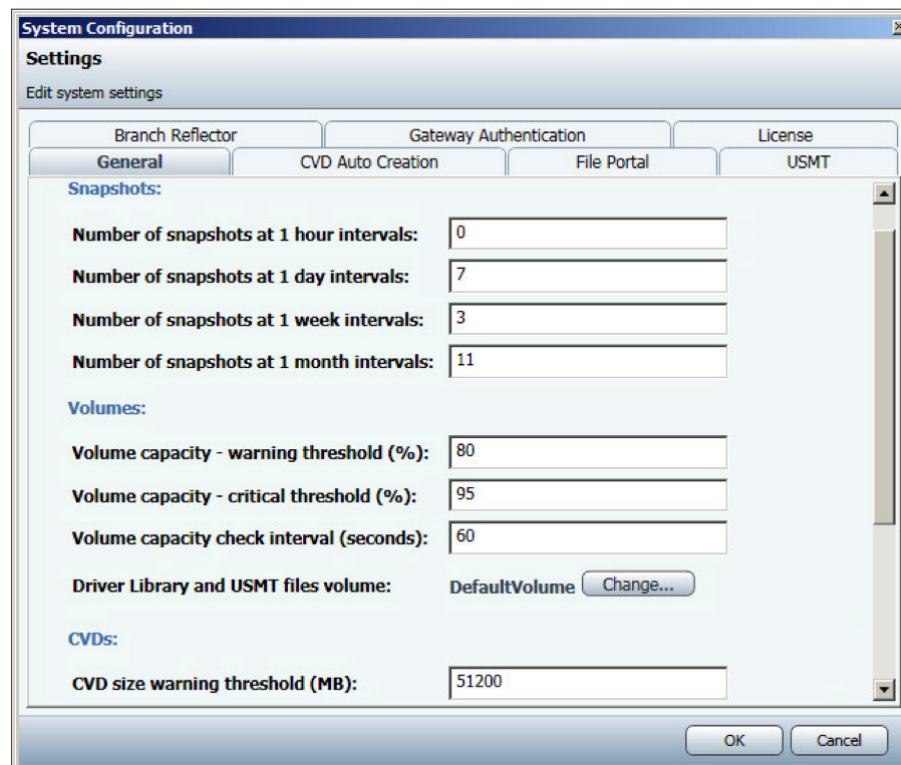 System Configuration
Settings
Edit system settings
Branch Reflector Gateway Authentication License
General CVD Auto Creation File Portal USMT
Snapshots:
Number of snapshots at 1 hour intervals: 0
Number of snapshots at 1 day intervals: 7
Number of snapshots at 1 week intervals: 3
Number of snapshots at 1 month intervals: 11
Volumes:
Volume capacity - warning threshold (%): 80
Volume capacity - critical threshold (%): 95
Volume capacity check interval (seconds): 60
Driver Library and USMT files volume: DefaultVolume Change...
CVDs:
CVD size warning threshold (MB): 51200
OK Cancel